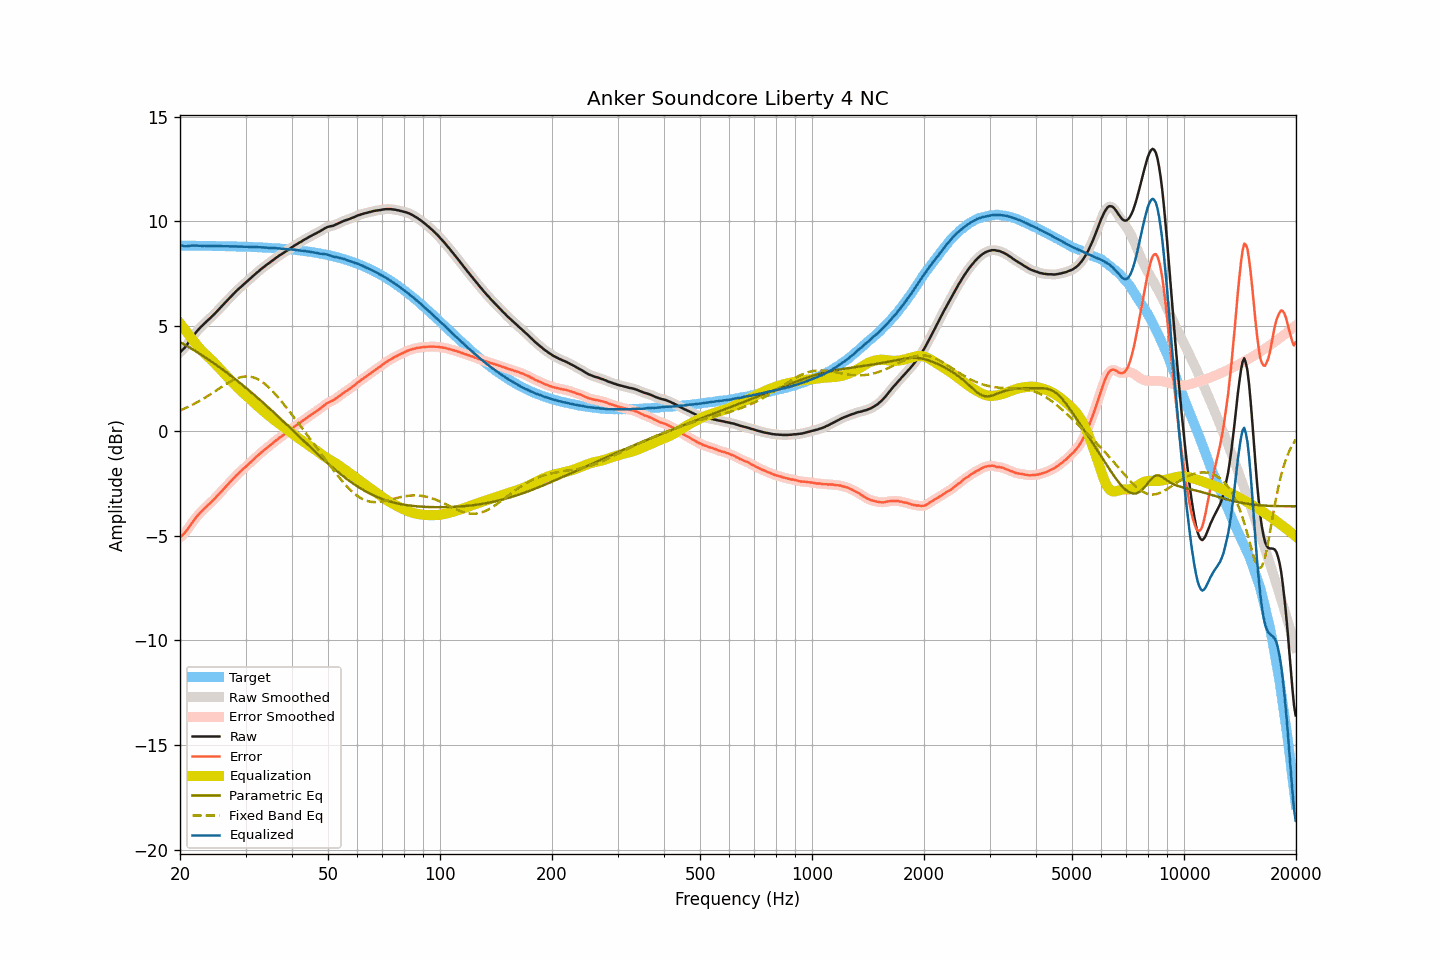 Anker Soundcore Liberty 4 NC
15
10
5
0
−5
−10
−15
−20
Amplitude (dBr)
Target
Raw Smoothed
Error Smoothed
Raw
Error
Equalization
Parametric Eq
Fixed Band Eq
Equalized
20 50 100 200 500 1000 2000 5000 10000 20000
Frequency (Hz)